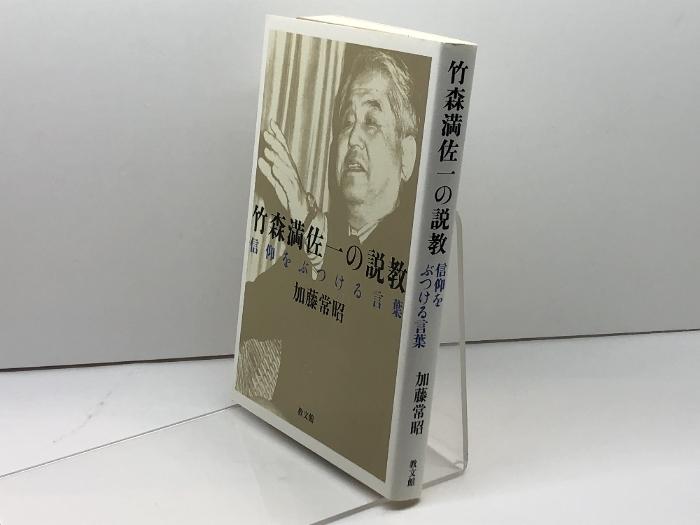 竹森満佐一の説教
信仰をぶつける言葉
加藤常昭
教文館
竹森満佐一の説教
信仰を
ぶつける言葉
加藤常昭
教文館